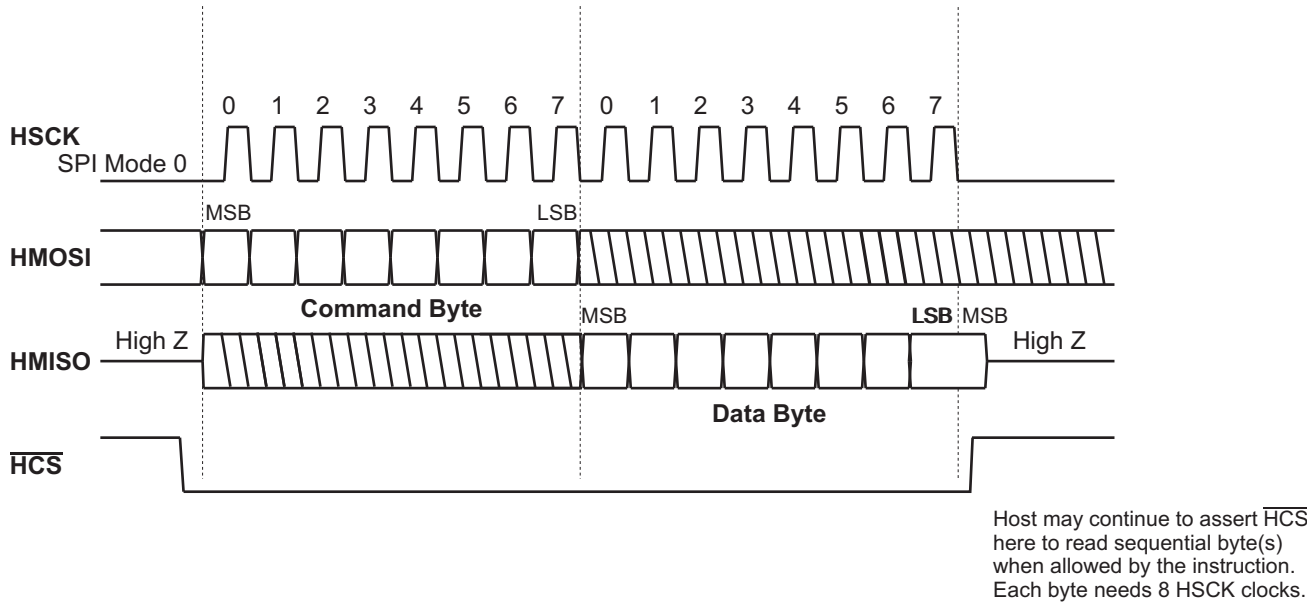 0 1 2 3 4 5 6 7 0 1 2 3 4 5 6 7
HSCK
SPI Mode 0
MSB LSB
HMOSI
Command Byte
MSB LSB MSB
High Z High Z
HMISO
Data Byte
HCS
Host may continue to assert HCS
here to read sequential byte(s)
when allowed by the instruction.
Each byte needs 8 HSCK clocks.